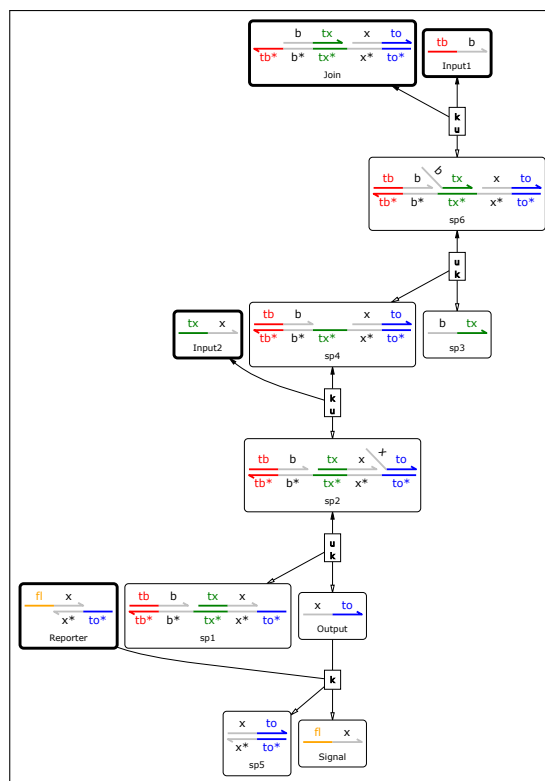 b tx x to
tb* b* tx* x* to*
Join
tb b
Input1
k
u
tb b b tx x to
tb* b* tx* x* to*
sp6
u
k
tx x
Input2
tb b x to
tb* b* tx* x* to*
sp4
b tx
sp3
k
u
tb b tx x x to
tb* b* tx* x* to*
sp2
u
k
fl x
x* to*
Reporter
tb b tx x
tb* b* tx* x* to*
sp1
x to
Output
k
x to
x* to*
sp5
fl x
Signal